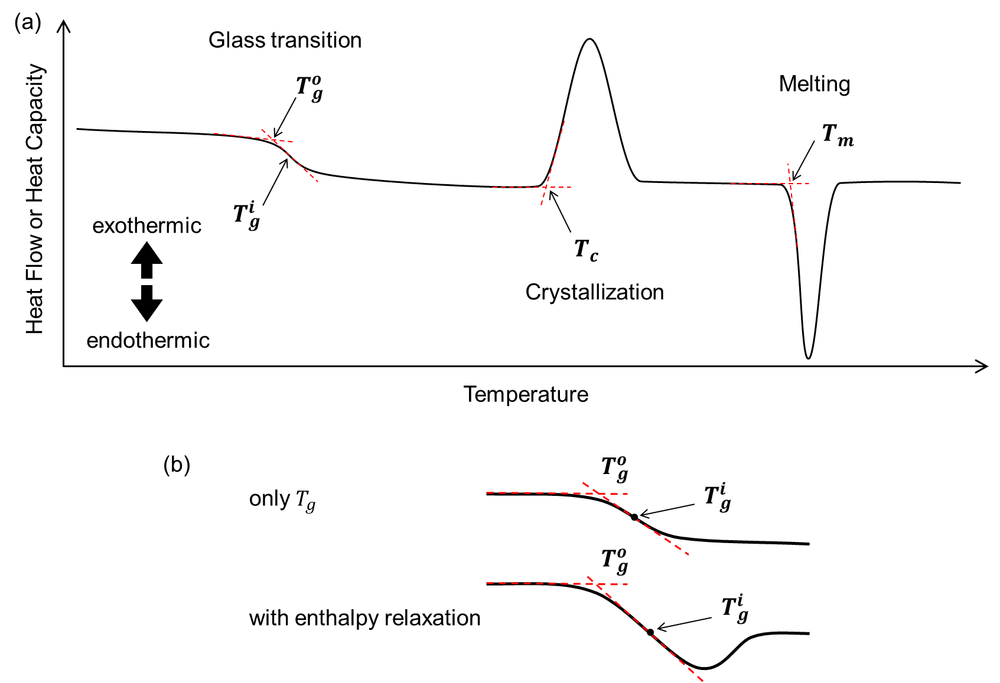 (a)
Glass transition
T_g^o
Melting
T_m
T_g^i
exothermic
T_c
Crystallization
endothermic
Heat Flow or Heat Capacity
Temperature
(b)
T_g^o
only T_g
T_g^i
T_g^o
T_g^i
with enthalpy relaxation